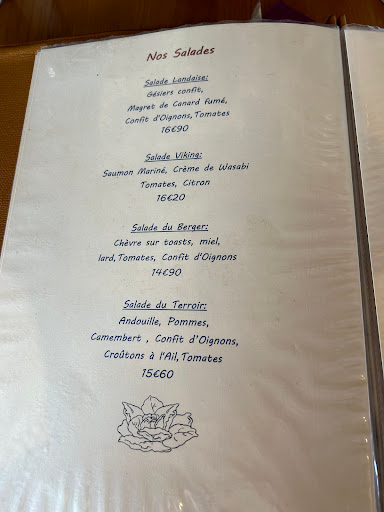 Nos Salades
Salade Landaise:
Gésiers confit,
Magret de Canard fumé,
Confit d'Oignons, Tomates
16€90
Salade Viking:
Saumon Mariné, Crème de Wasabi
Tomates, Citron
16€20
Salade du Berger:
Chèvre sur toasts, miel,
lard, Tomates, Confit d'Oignons
14€90
Salade du Terroir:
Andouille, Pommes,
Camembert , Confit d'Oignons,
Croûtons à l'Ail, Tomates
15€60